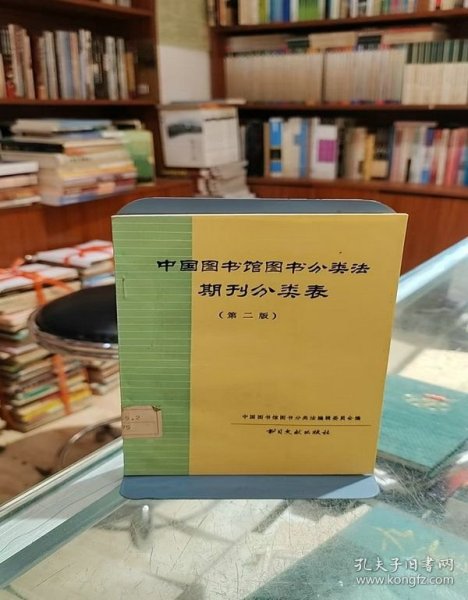 中国图书馆图书分类法
期刊分类表
(第二版)
中国图书馆图书分类法编辑委员会编
书目文献出版社
孔夫子旧书网
www.kongfz.com